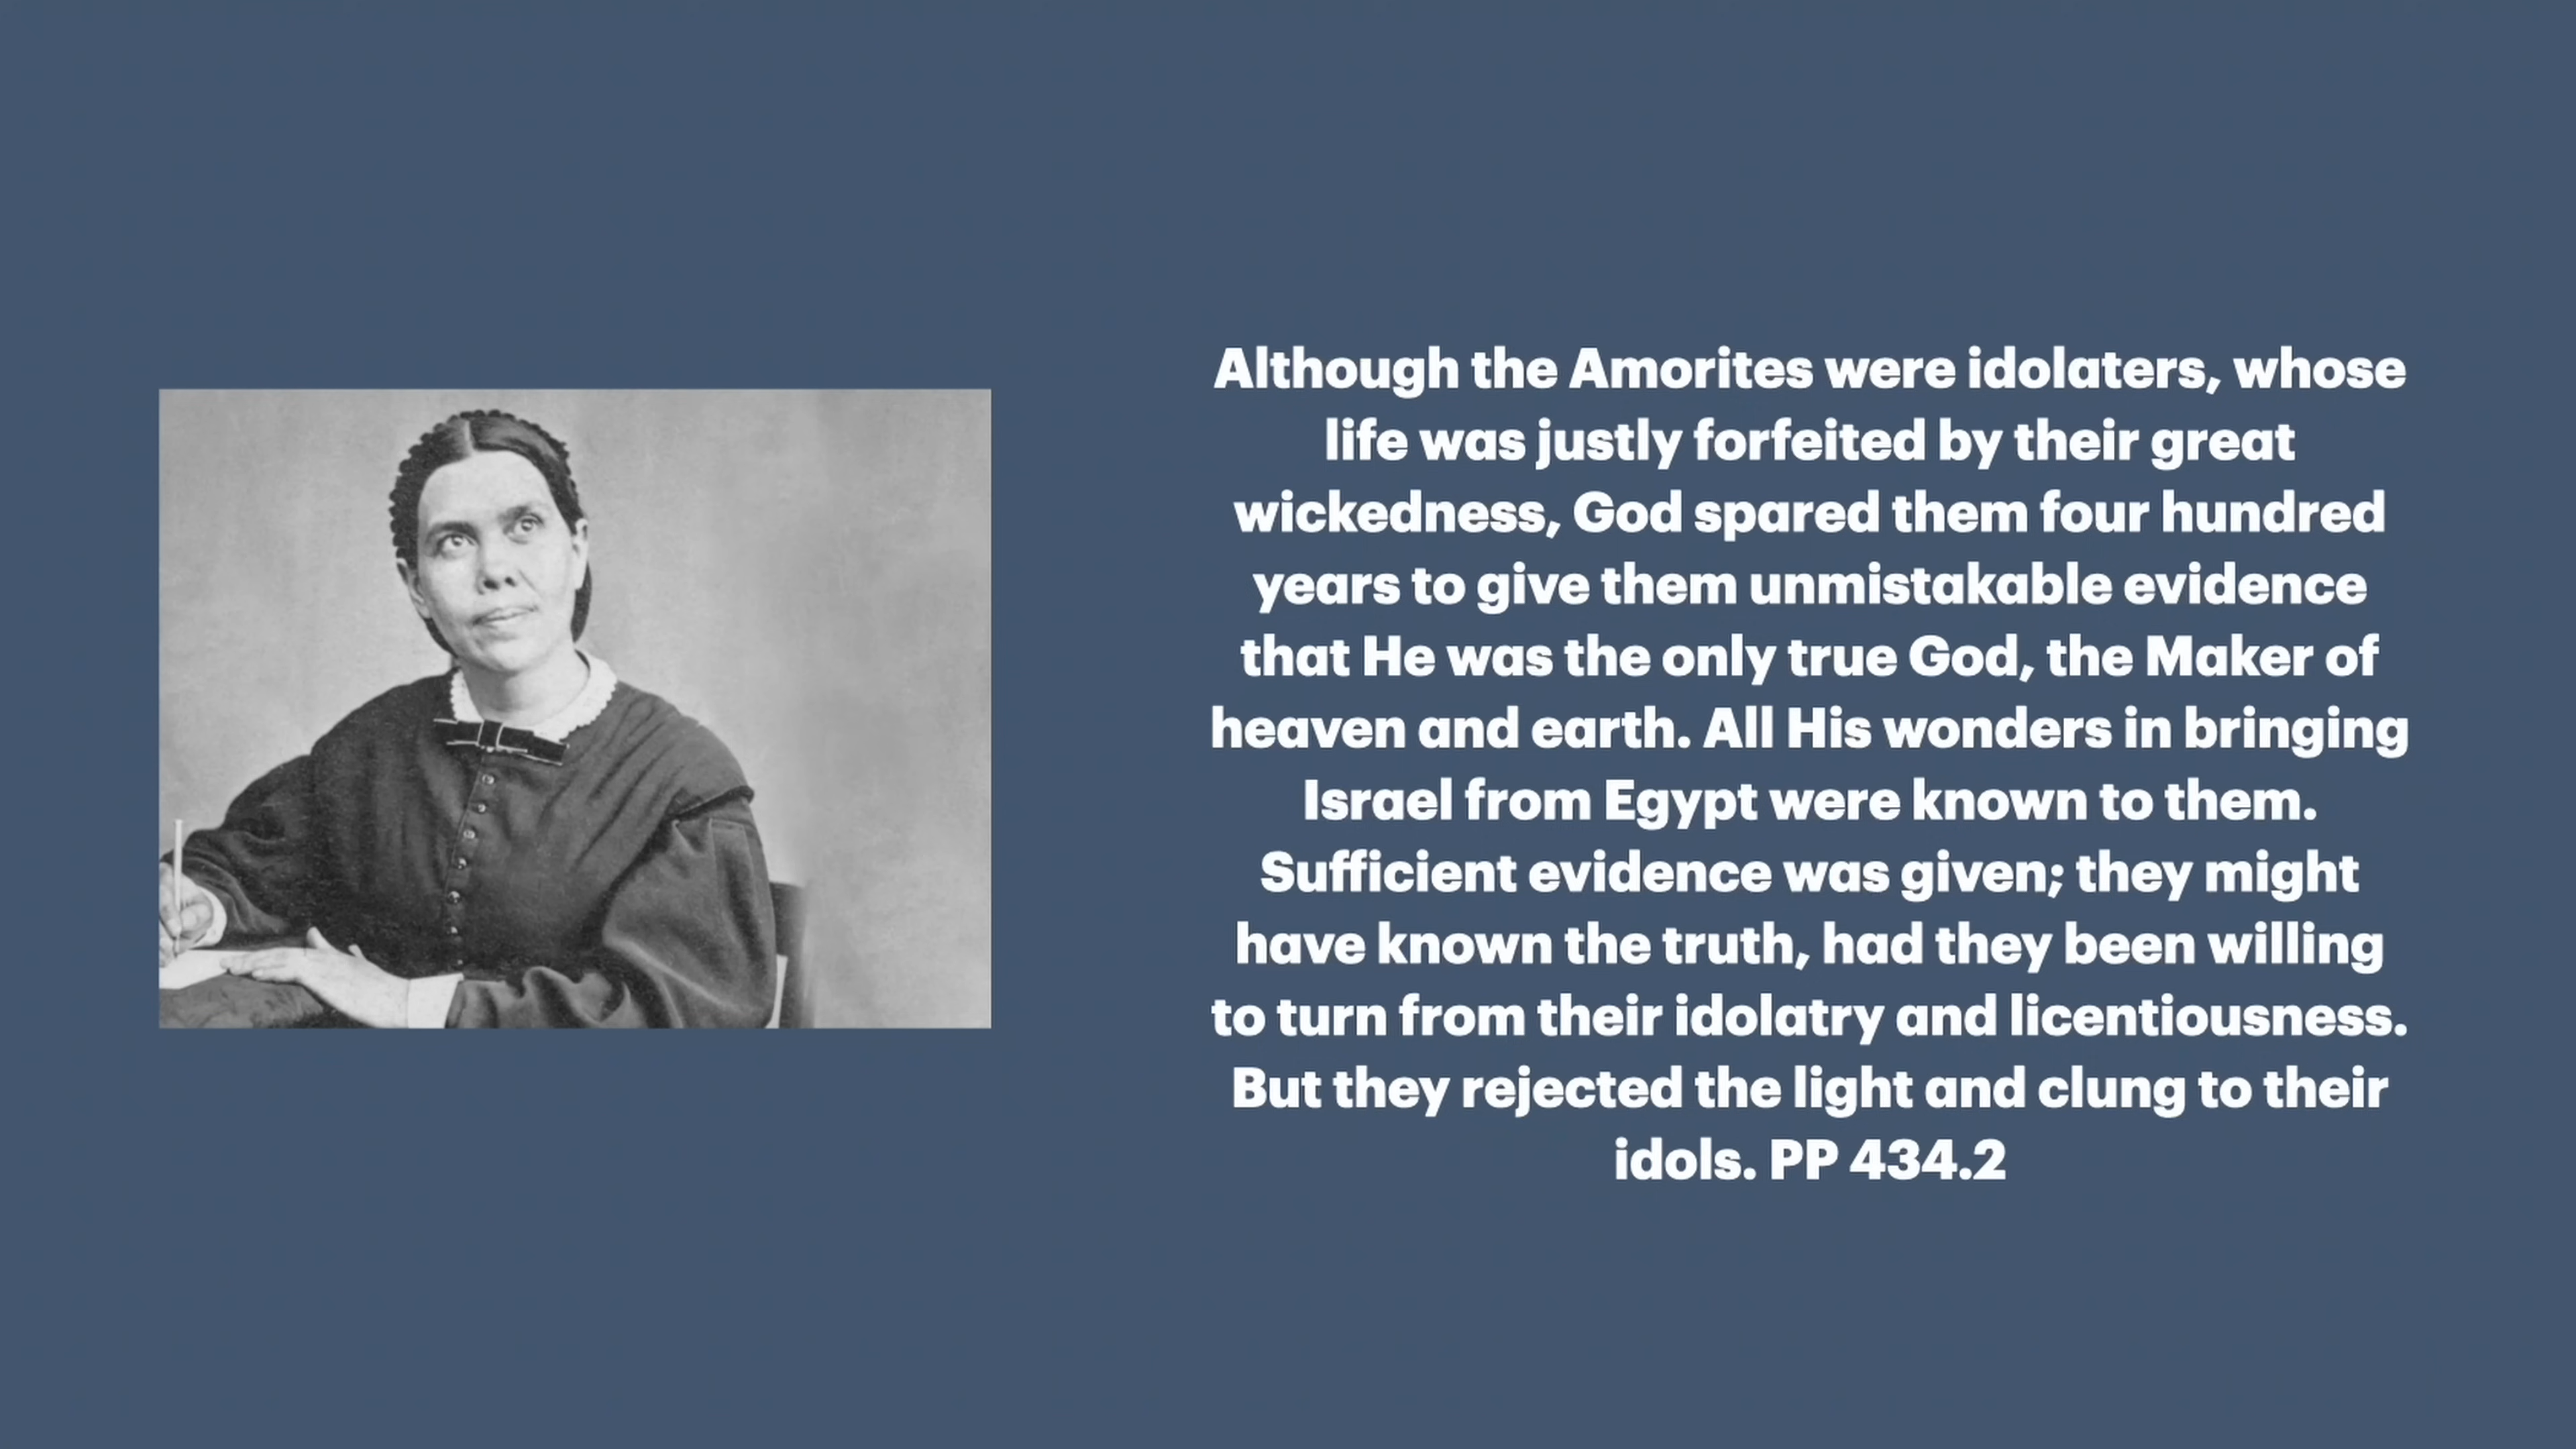 Although the Amorites were idolaters, whose
life was justly forfeited by their great
wickedness, God spared them four hundred
years to give them unmistakable evidence
that He was the only true God, the Maker of
heaven and earth. All His wonders in bringing
Israel from Egypt were known to them.
Sufficient evidence was given; they might
have known the truth, had they been willing
to turn from their idolatry and licentiousness.
But they rejected the light and clung to their
idols. PP 434.2